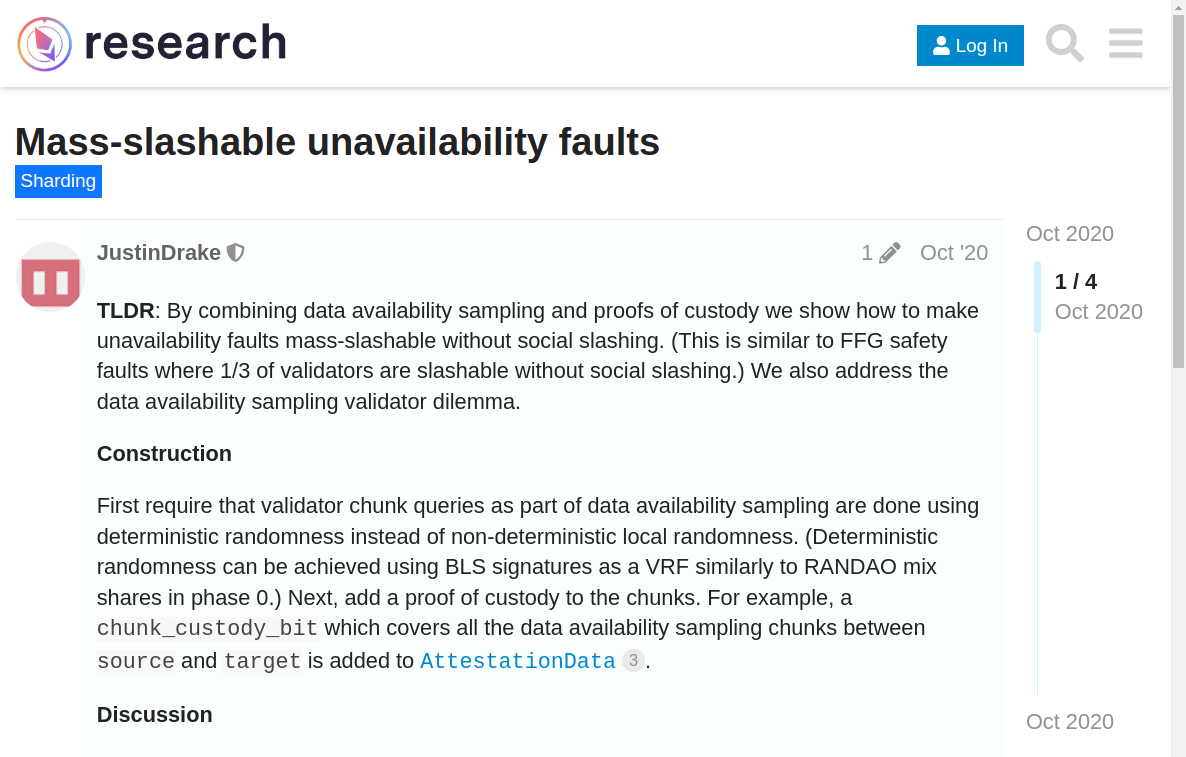 research
Log In
Mass-slashable unavailability faults
Sharding
JustinDrake
1
Oct '20
TLDR: By combining data availability sampling and proofs of custody we show how to make
unavailability faults mass-slashable without social slashing. (This is similar to FFG safety
faults where 1/3 of validators are slashable without social slashing.) We also address the
data availability sampling validator dilemma.
Construction
First require that validator chunk queries as part of data availability sampling are done using
deterministic randomness instead of non-deterministic local randomness. (Deterministic
randomness can be achieved using BLS signatures as a VRF similarly to RANDAO mix
shares in phase 0.) Next, add a proof of custody to the chunks. For example, a
chunk_custody_bit which covers all the data availability sampling chunks between
source and target is added to AttestationData 3.
Discussion
Oct 2020
1 / 4
Oct 2020
Oct 2020